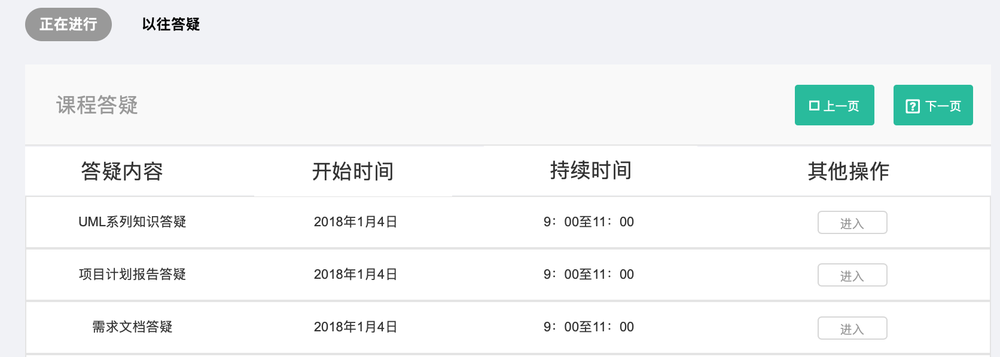 正在进行 以往答疑
课程答疑 上一页 下一页
答疑内容 开始时间 持续时间 其他操作
UML系列知识答疑 2018年1月4日 9：00至11：00 进入
项目计划报告答疑 2018年1月4日 9：00至11：00 进入
需求文档答疑 2018年1月4日 9：00至11：00 进入